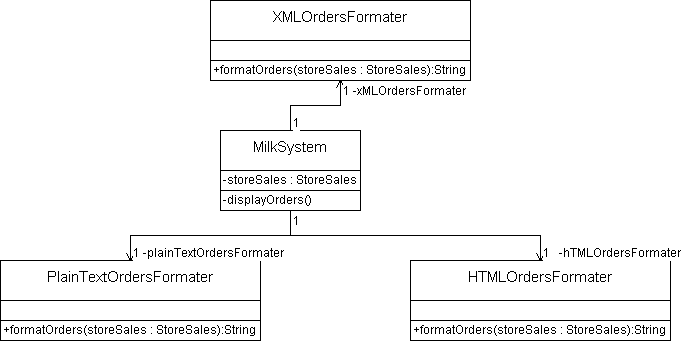 XMLOrdersFormater
+formatOrders(storeSales : StoreSales):String
1 -xMLOrdersFormater
1
MilkSystem
-storeSales : StoreSales
-displayOrders()
1
1 -plainTextOrdersFormater
1 -hTMLOrdersFormater
PlainTextOrdersFormater
HTMLOrdersFormater
+formatOrders(storeSales : StoreSales):String
+formatOrders(storeSales : StoreSales):String